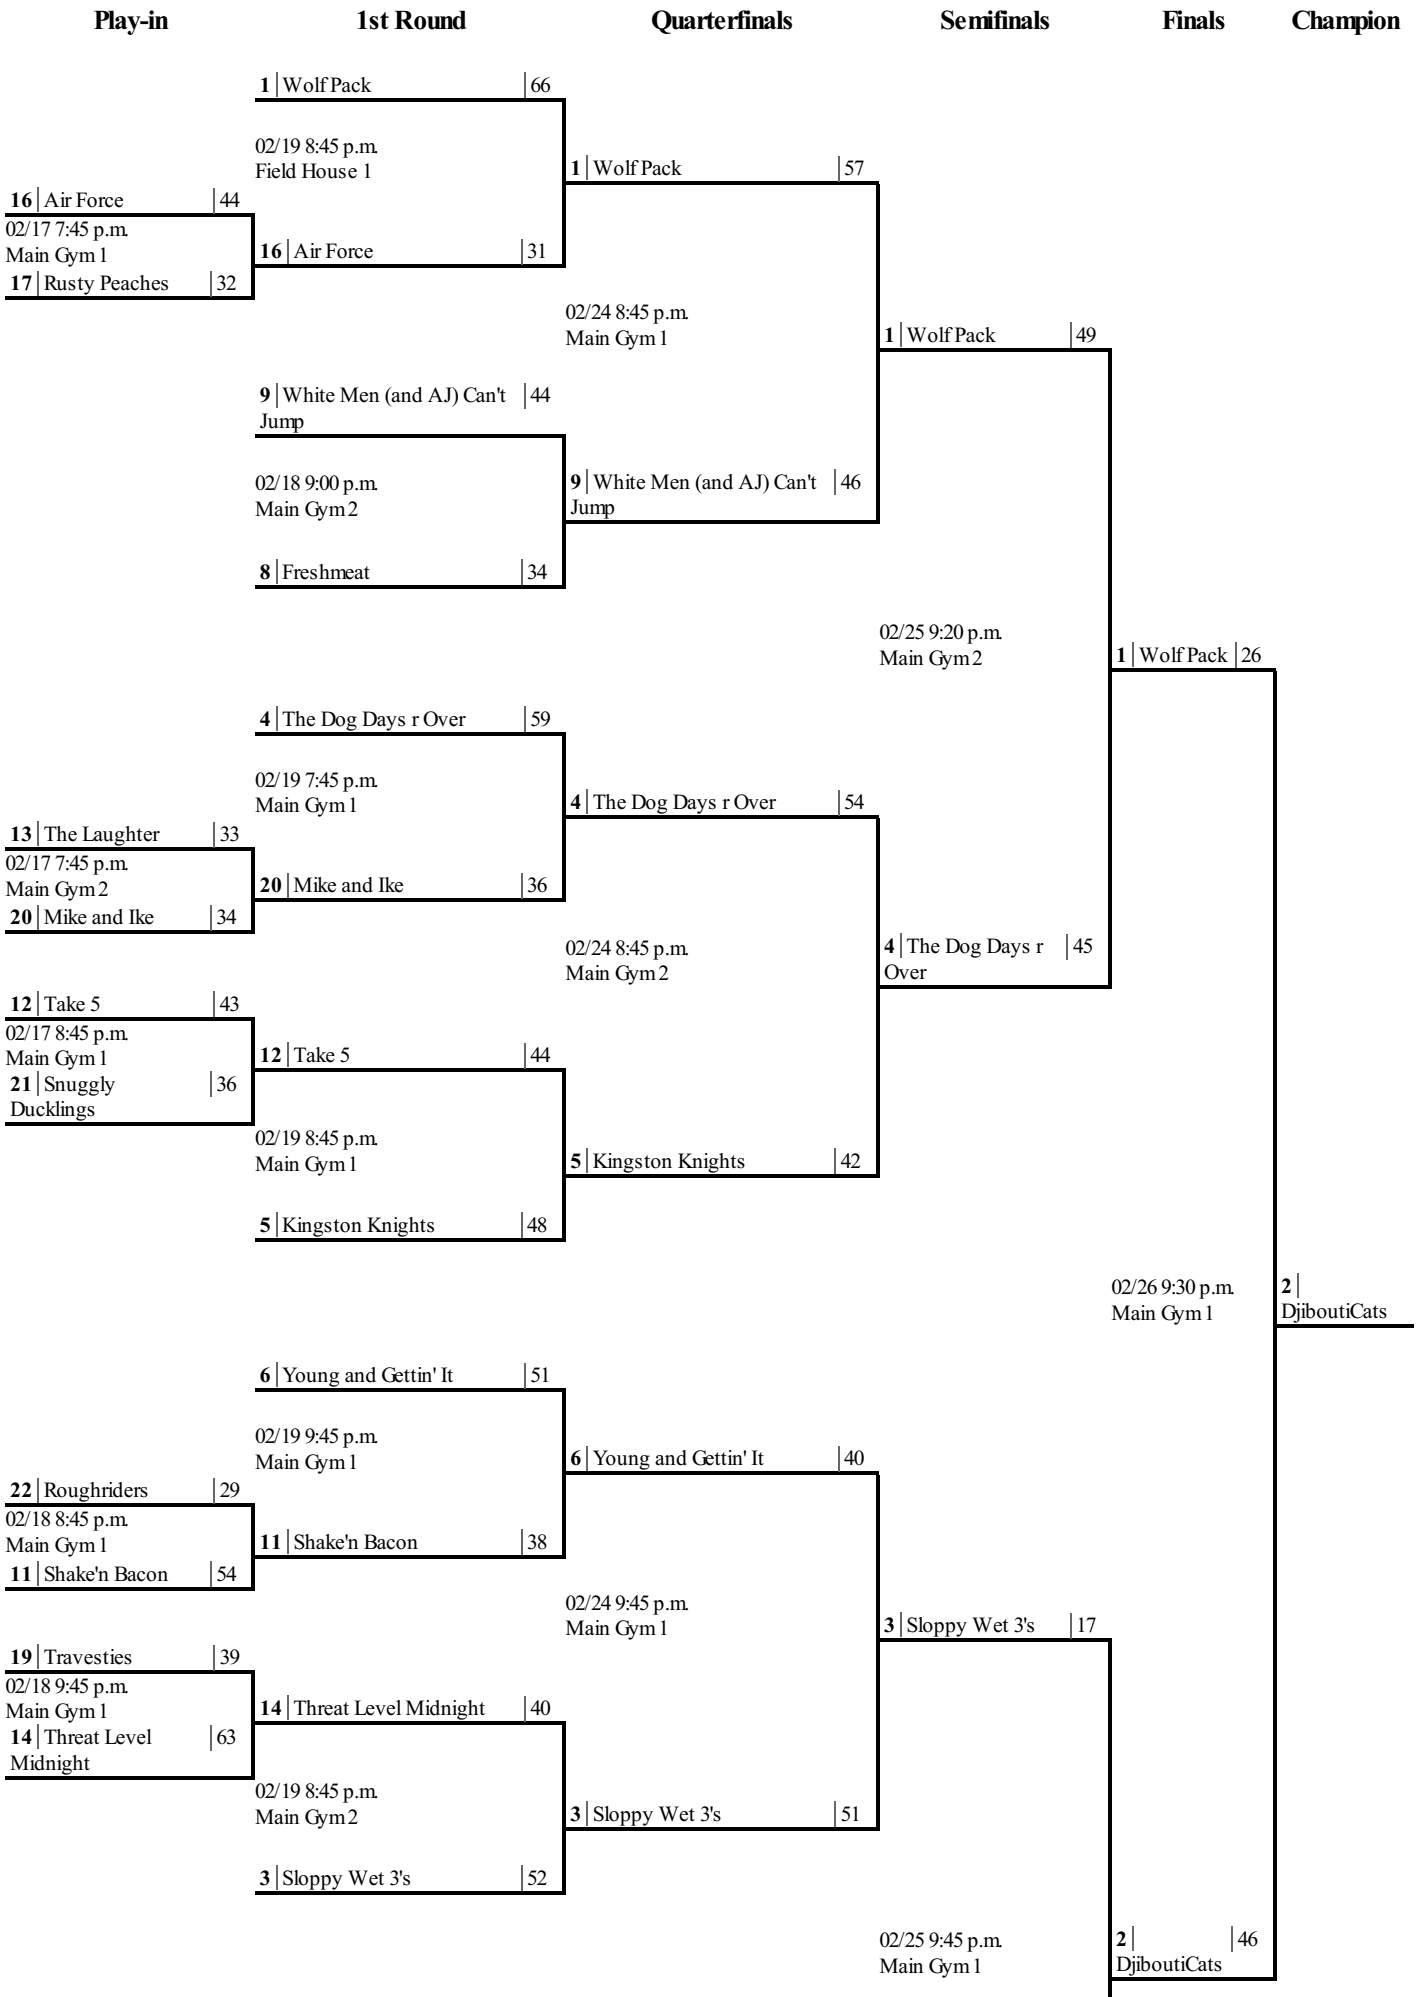 Play-in 1st Round Quarterfinals Semifinals Finals Champion
1 Wolf Pack 66
02/19 8:45 p.m.
Field House 1
1 Wolf Pack 57
16 Air Force 44
02/17 7:45 p.m.
Main Gym 1
16 Air Force 31
17 Rusty Peaches 32
02/24 8:45 p.m.
Main Gym 1
1 Wolf Pack 49
9 White Men (and AJ) Can't 44
Jump
02/18 9:00 p.m.
Main Gym 2
9 White Men (and AJ) Can't 46
Jump
8 Freshmeat 34
02/25 9:20 p.m.
Main Gym 2
1 Wolf Pack 26
4 The Dog Days r Over 59
02/19 7:45 p.m.
Main Gym 1
4 The Dog Days r Over 54
13 The Laughter 33
02/17 7:45 p.m.
Main Gym 2
20 Mike and Ike 36
20 Mike and Ike 34
02/24 8:45 p.m.
Main Gym 2
4 The Dog Days r 45
Over
12 Take 5 43
02/17 8:45 p.m.
Main Gym 1
12 Take 5 44
21 Snuggly 36
Ducklings
02/19 8:45 p.m.
Main Gym 1
5 Kingston Knights 42
5 Kingston Knights 48
02/26 9:30 p.m.
Main Gym 1
2
DjiboutiCats
6 Young and Gettin' It 51
02/19 9:45 p.m.
Main Gym 1
6 Young and Gettin' It 40
22 Roughriders 29
02/18 8:45 p.m.
Main Gym 1
11 Shake'n Bacon 38
11 Shake'n Bacon 54
02/24 9:45 p.m.
Main Gym 1
3 Sloppy Wet 3's 17
19 Travesties 39
02/18 9:45 p.m.
Main Gym 1
14 Threat Level Midnight 40
14 Threat Level 63
Midnight
02/19 8:45 p.m.
Main Gym 2
3 Sloppy Wet 3's 51
3 Sloppy Wet 3's 52
02/25 9:45 p.m.
Main Gym 1
2 46
DjiboutiCats